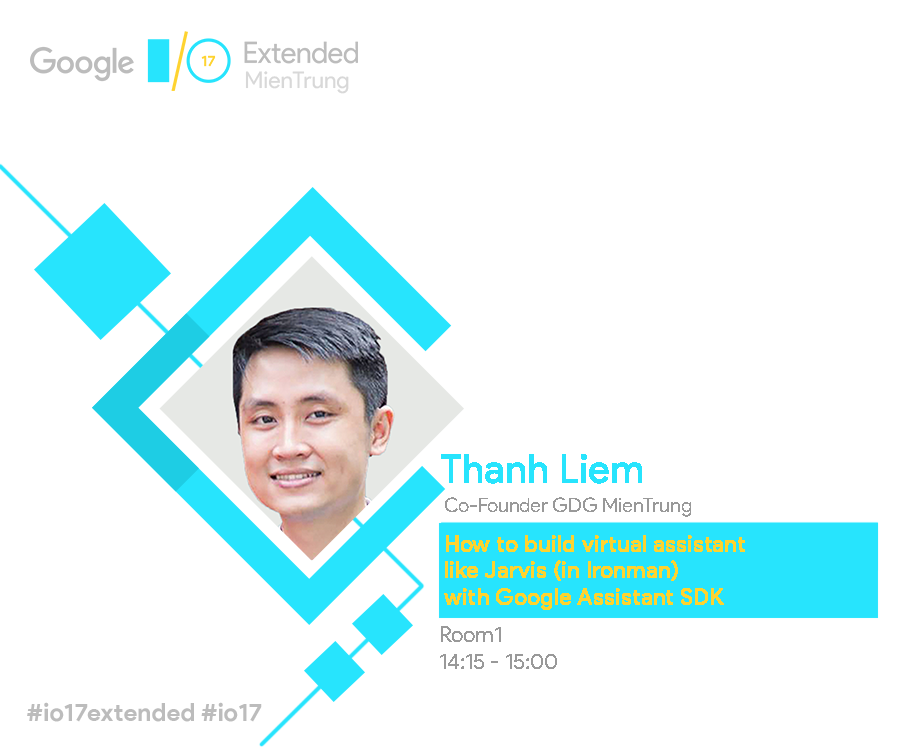 Google I/O 17 Extended
MienTrung
Thanh Liem
Co-Founder GDG MienTrung
How to build virtual assistant
like Jarvis (in Ironman)
with Google Assistant SDK
Room1
14:15 - 15:00
#io17extended #io17